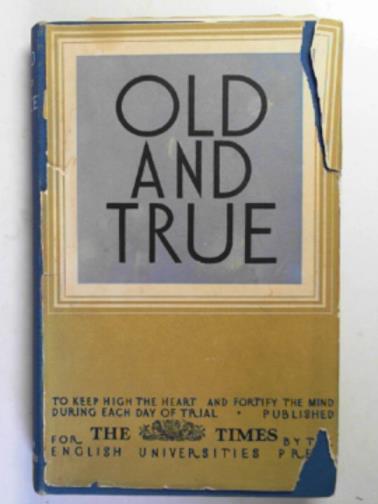 OLD
AND
TRUE
TO KEEP HIGH THE HEART AND FORTIFY THE MIND
DURING EACH DAY OF TRIAL • PUBLISHED
FOR THE TIMES BY
ENGLISH UNIVERSITIES